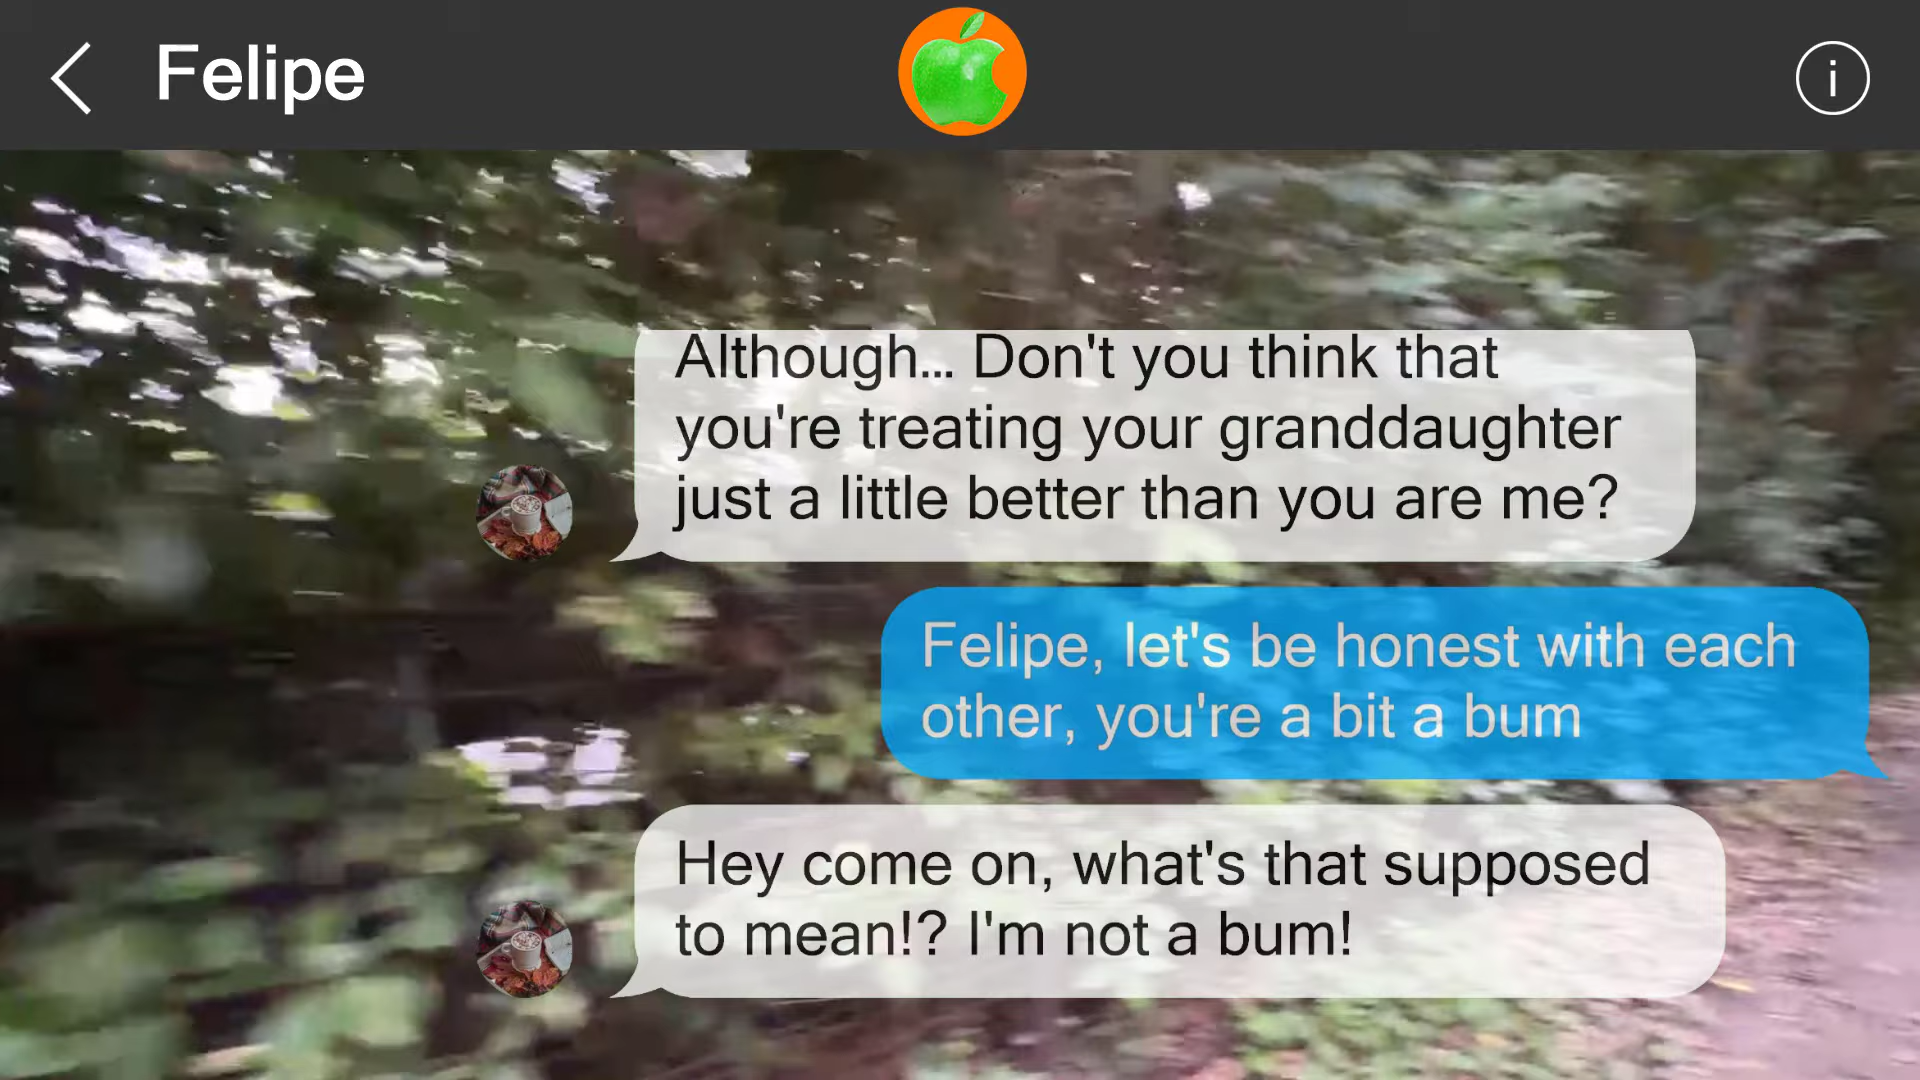 Felipe
i
Although... Don't you think that
you're treating your granddaughter
just a little better than you are me?
Felipe, let's be honest with each
other, you're a bit a bum
Hey come on, what's that supposed
to mean!? I'm not a bum!